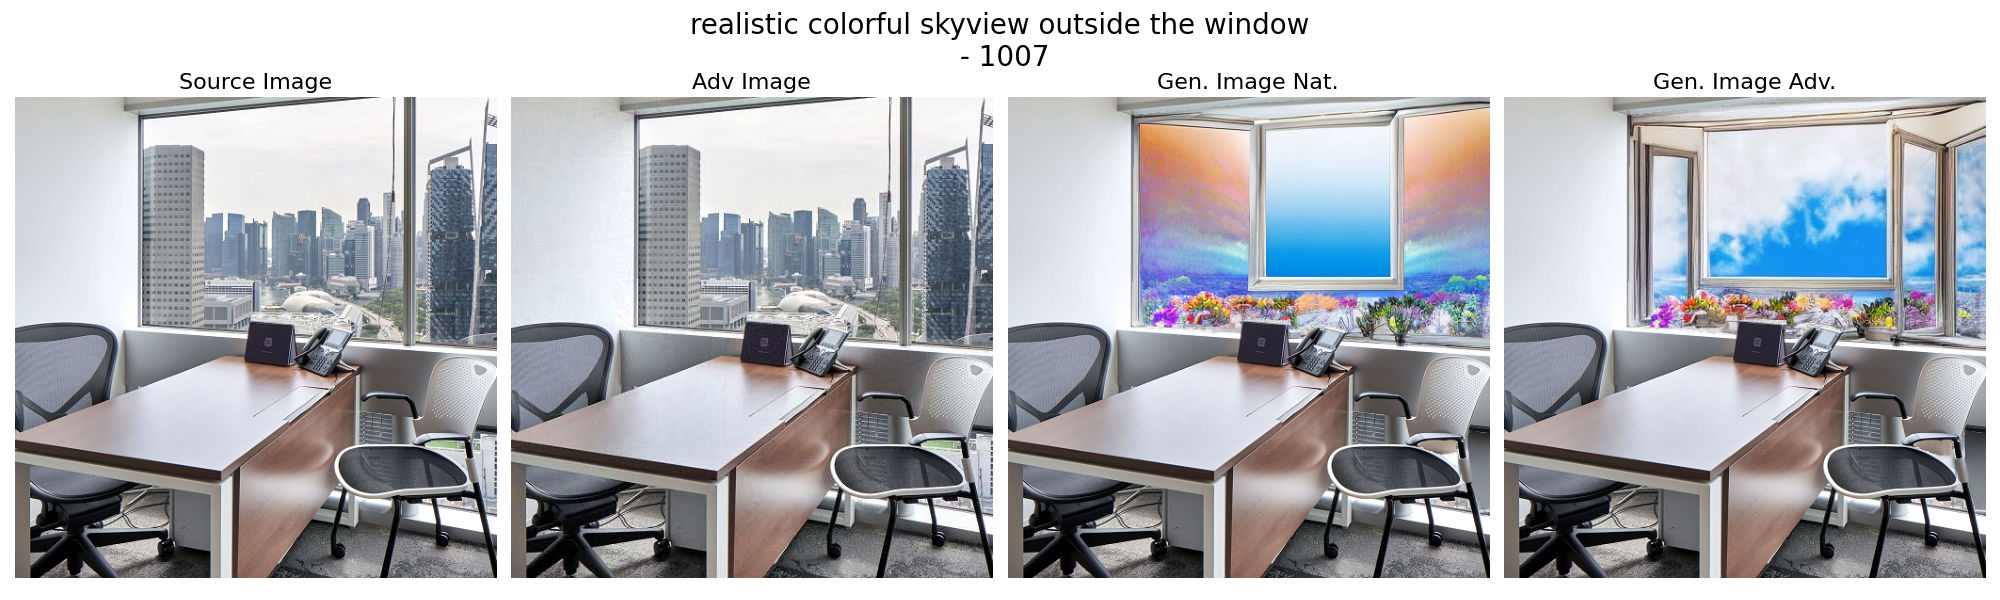 realistic colorful skyview outside the window
- 1007
Source Image
Adv Image
Gen. Image Nat.
Gen. Image Adv.